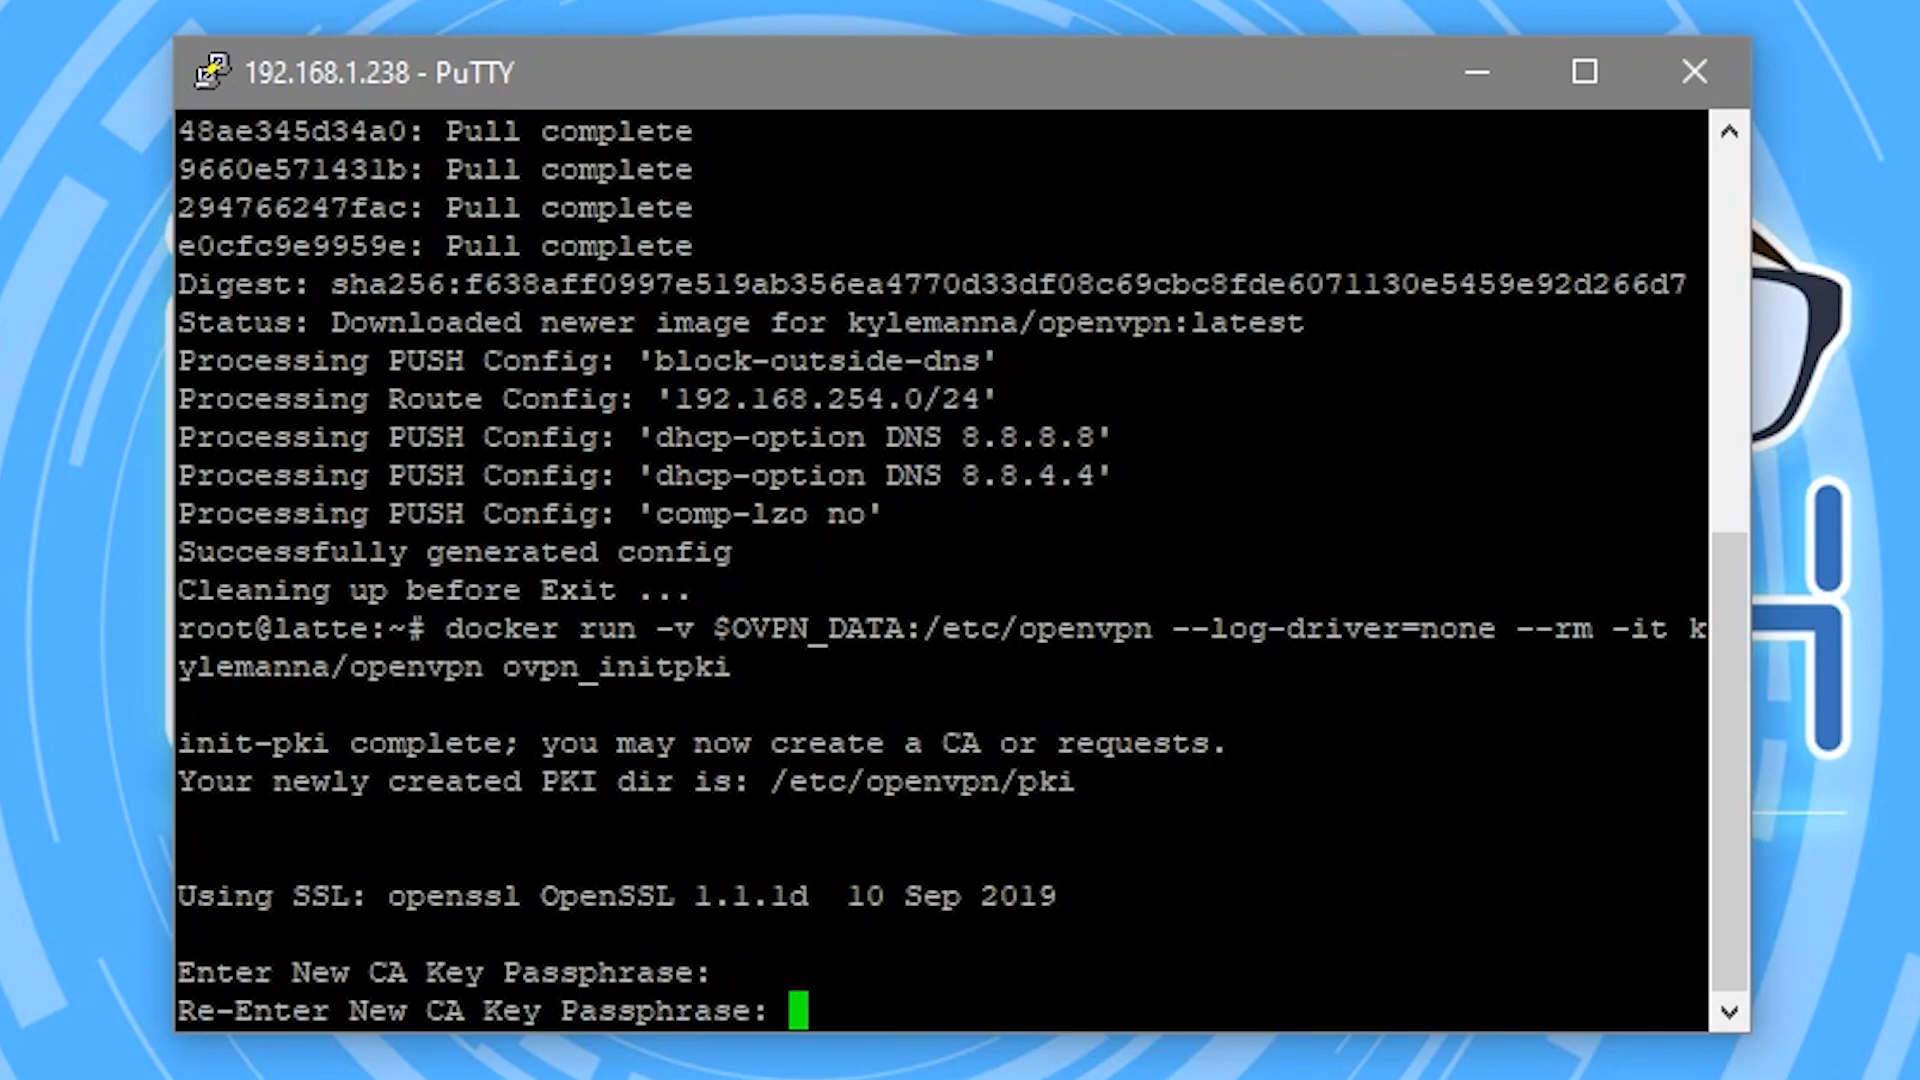 192.168.1.238 - PuTTY
48ae345d34a0: Pull complete
9660e571431b: Pull complete
294766247fac: Pull complete
e0cfc9e9959e: Pull complete
Digest: sha256:f638aff0997e519ab356ea4770d33df08c69cbc8fde6071130e5459e92d266d7
Status: Downloaded newer image for kylemanna/openvpn:latest
Processing PUSH Config: 'block-outside-dns'
Processing Route Config: '192.168.254.0/24'
Processing PUSH Config: 'dhcp-option DNS 8.8.8.8'
Processing PUSH Config: 'dhcp-option DNS 8.8.4.4'
Processing PUSH Config: 'comp-lzo no'
Successfully generated config
Cleaning up before Exit ...
root@latte:~# docker run -v $OVPN_DATA:/etc/openvpn --log-driver=none --rm -it k
ylemanna/openvpn ovpn_initpki
init-pki complete; you may now create a CA or requests.
Your newly created PKI dir is: /etc/openvpn/pki
Using SSL: openssl OpenSSL 1.1.1d  10 Sep 2019
Enter New CA Key Passphrase:
Re-Enter New CA Key Passphrase: